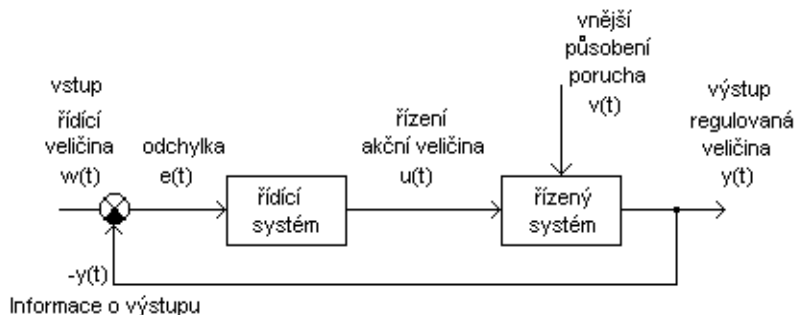 vnější
působení
porucha
v(t)
vstup
řídící
veličina
w(t)
odchylka
e(t)
řízení
akční veličina
u(t)
výstup
regulovaná
veličina
y(t)
řídící
systém
řízený
systém
-y(t)
Informace o výstupu